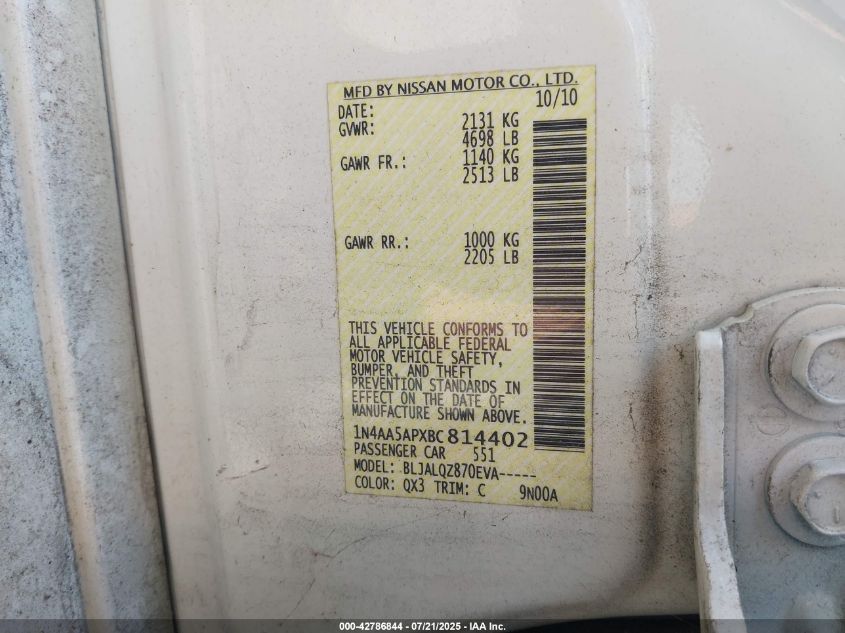 MFD BY NISSAN MOTOR CO., LTD.
DATE: 10/10
GVWR: 2131 KG
4698 LB
GAWR FR.: 1140 KG
2513 LB
GAWR RR.: 1000 KG
2205 LB
THIS VEHICLE CONFORMS TO
ALL APPLICABLE FEDERAL
MOTOR VEHICLE SAFETY,
BUMPER, AND THEFT
PREVENTION STANDARDS IN
EFFECT ON THE DATE OF
MANUFACTURE SHOWN ABOVE.
1N4AA5APXBC814402
PASSENGER CAR 551
MODEL: BLJALQZ870EVA-----
COLOR: QX3 TRIM: C 9N00A
000-42786844 - 07/21/2025 - IAA Inc.